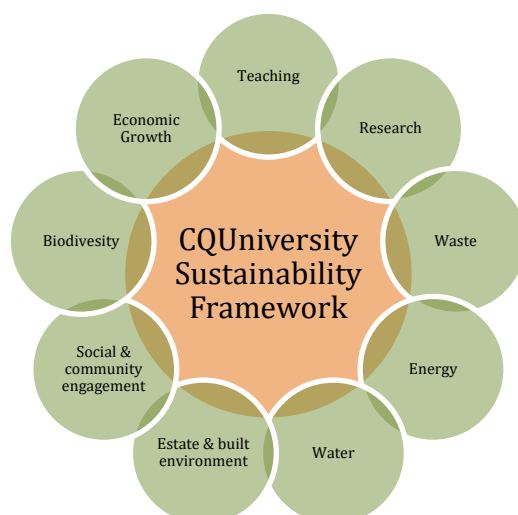 Teaching
Research
Waste
Energy
Water
Estate & built
environment
Social &
community
engagement
Biodivesity
Economic
Growth
CQUniversity
Sustainability
Framework